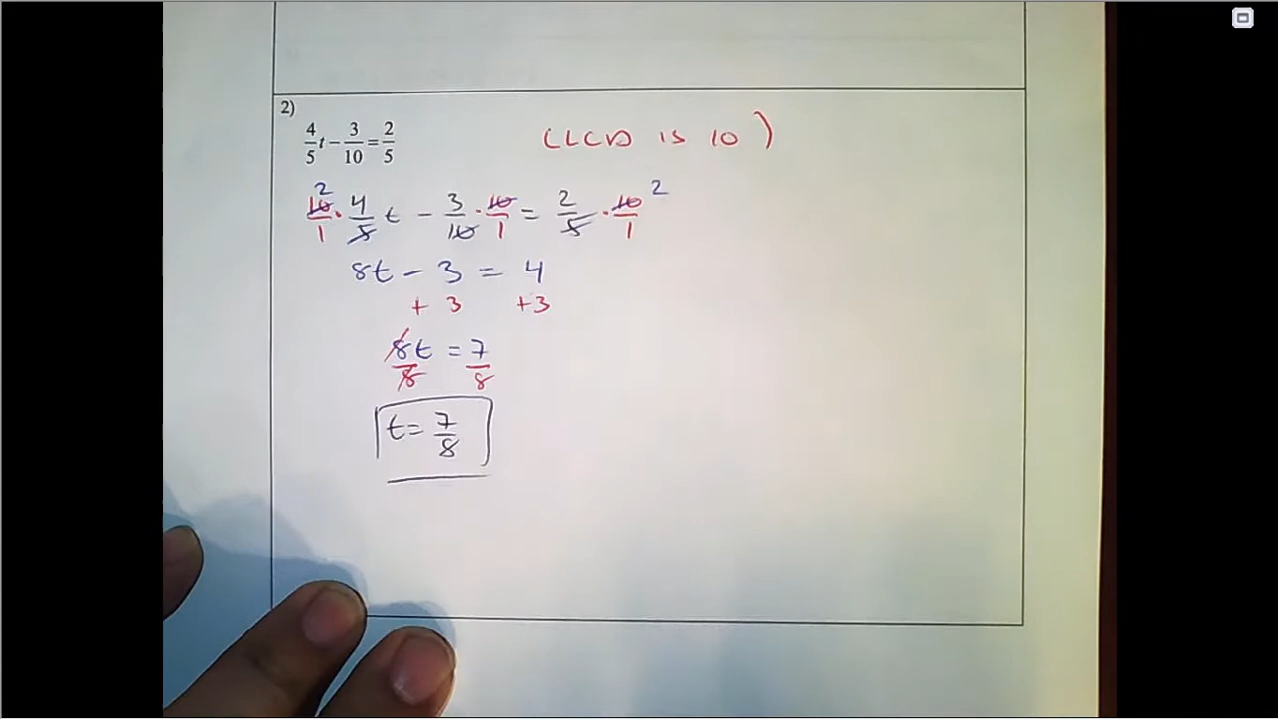 2)
4/5 t − 3/10 = 2/5
(LCD is 10)
2 10/1 · 4/5 t − 3/10 · 10/1 = 2/5 · 10/1 2
8t − 3 = 4
+ 3 +3
8t = 7
8 8
t = 7/8